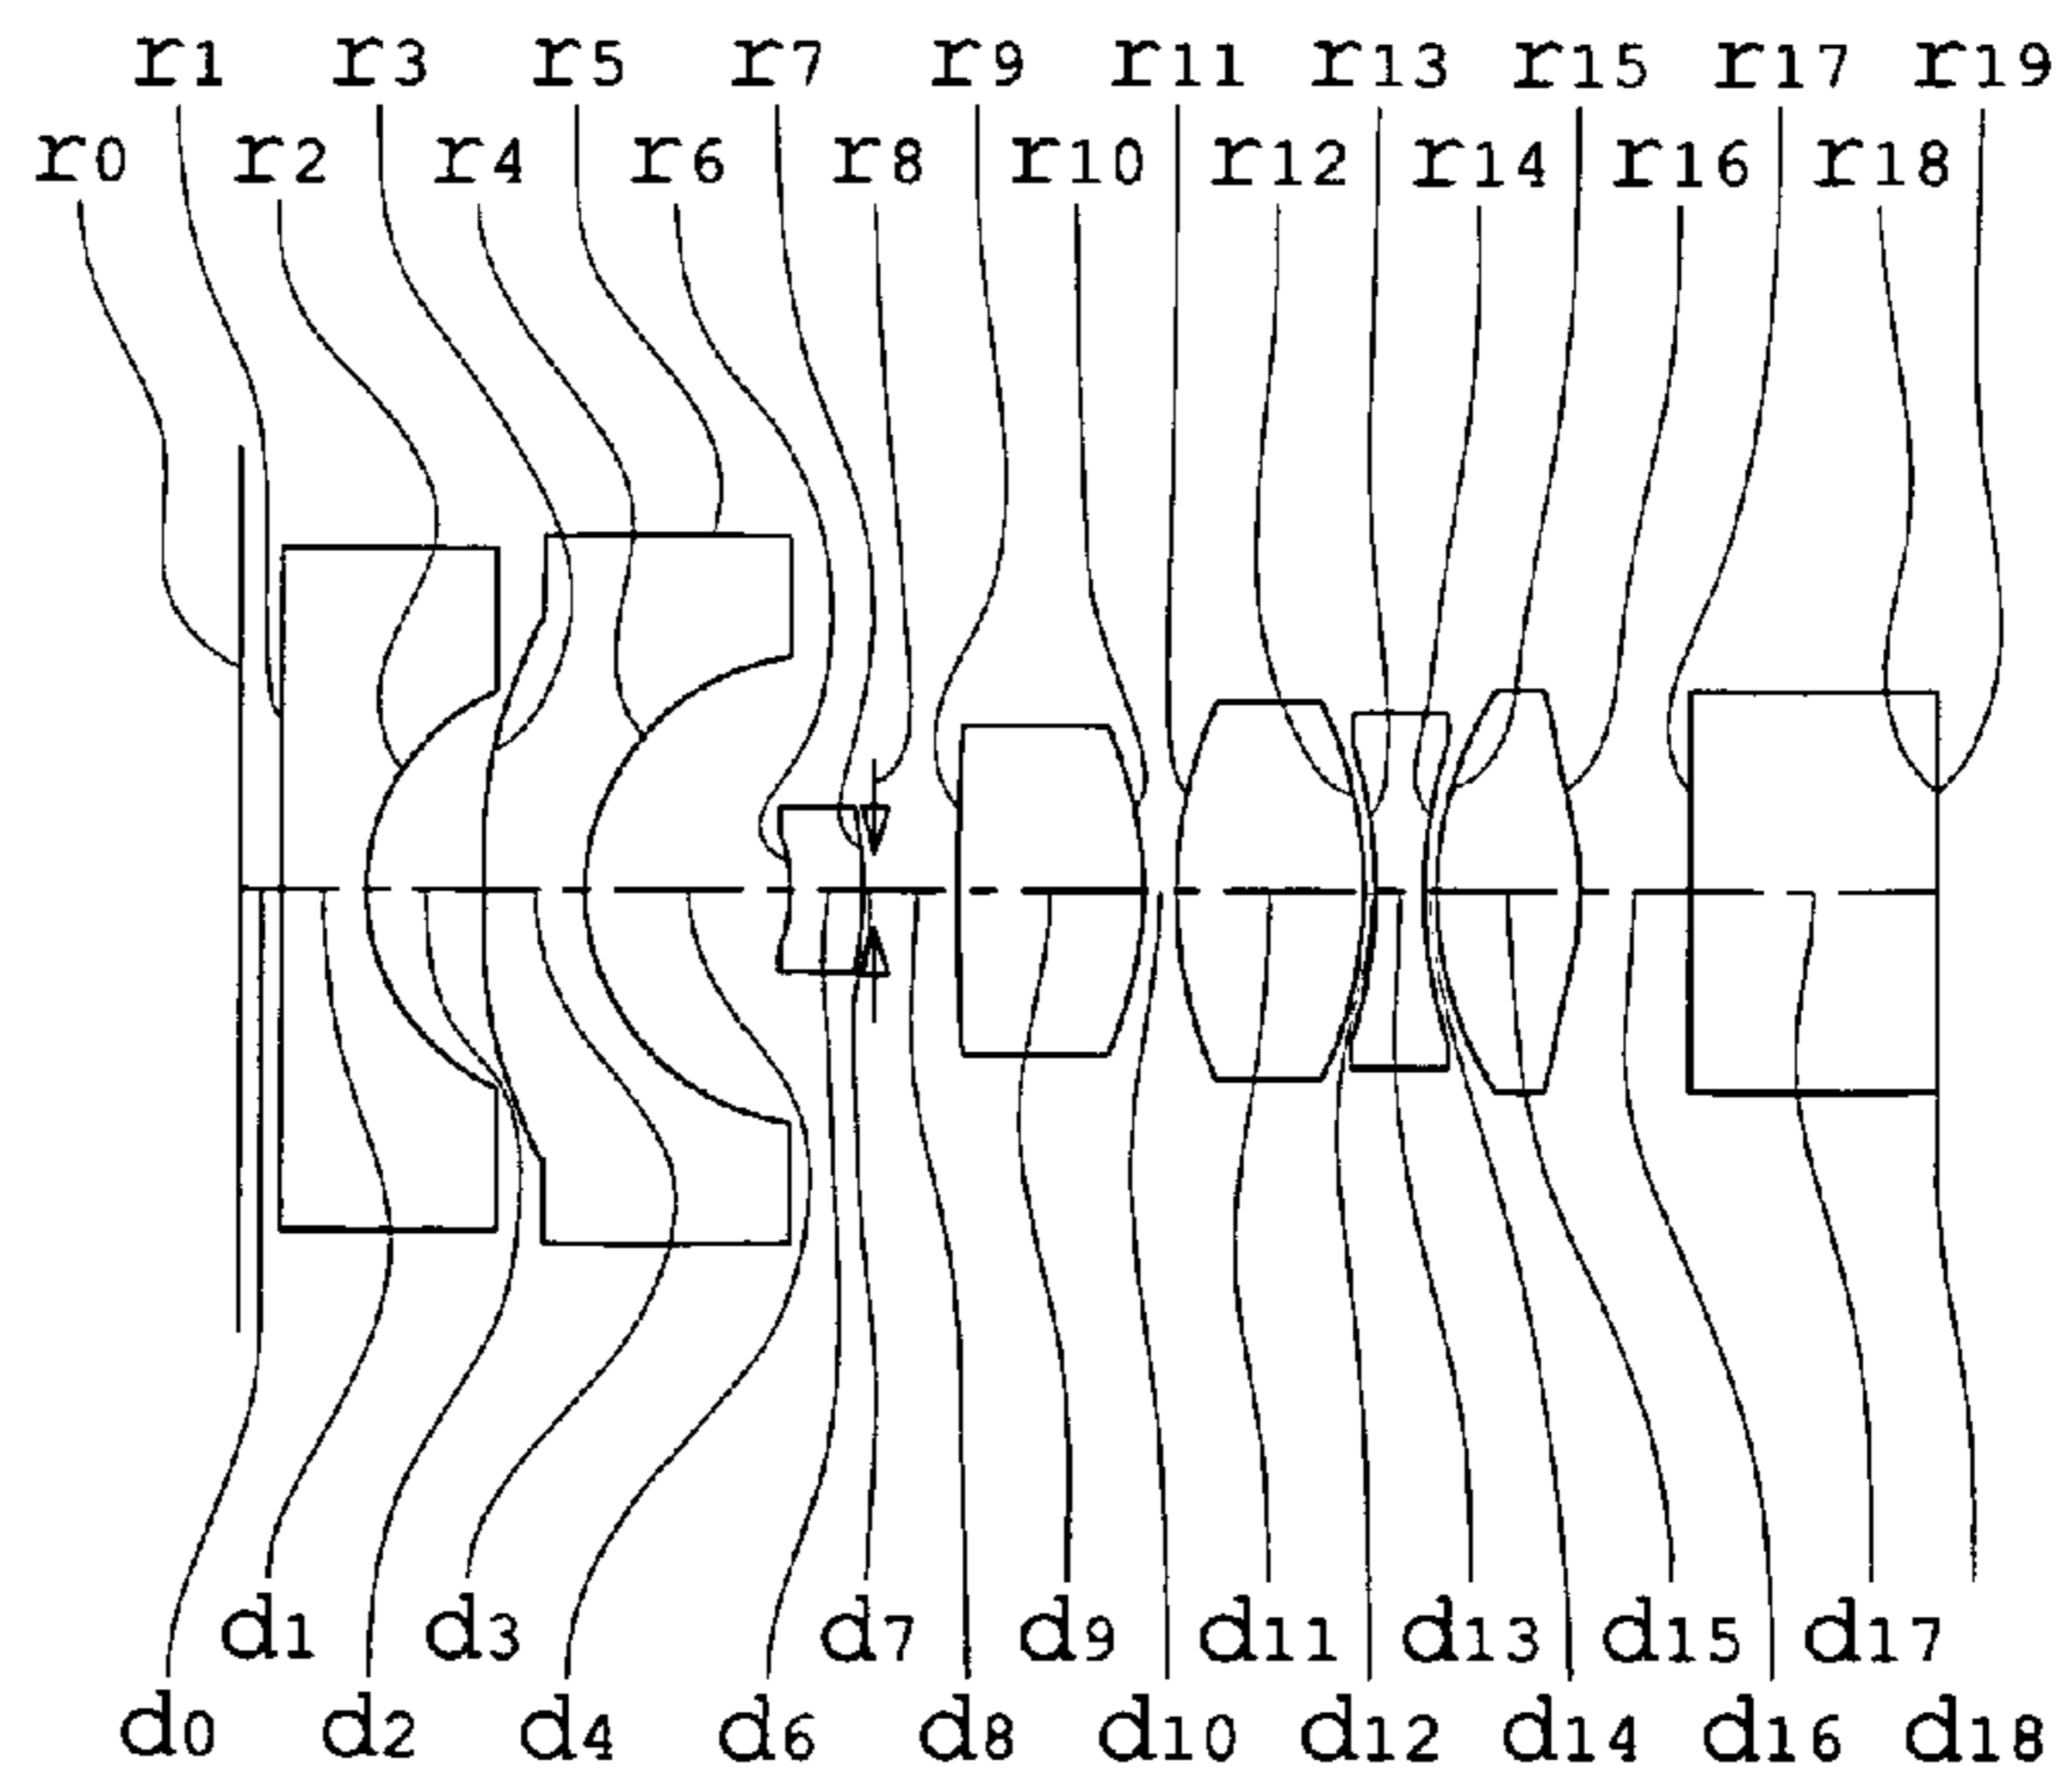 r1 r3 r5 r7 r9 r11 r13 r15 r17 r19
r0 r2 r4 r6 r8 r10 r12 r14 r16 r18
d1 d3 d7 d9 d11 d13 d15 d17
d0 d2 d4 d6 d8 d10 d12 d14 d16 d18